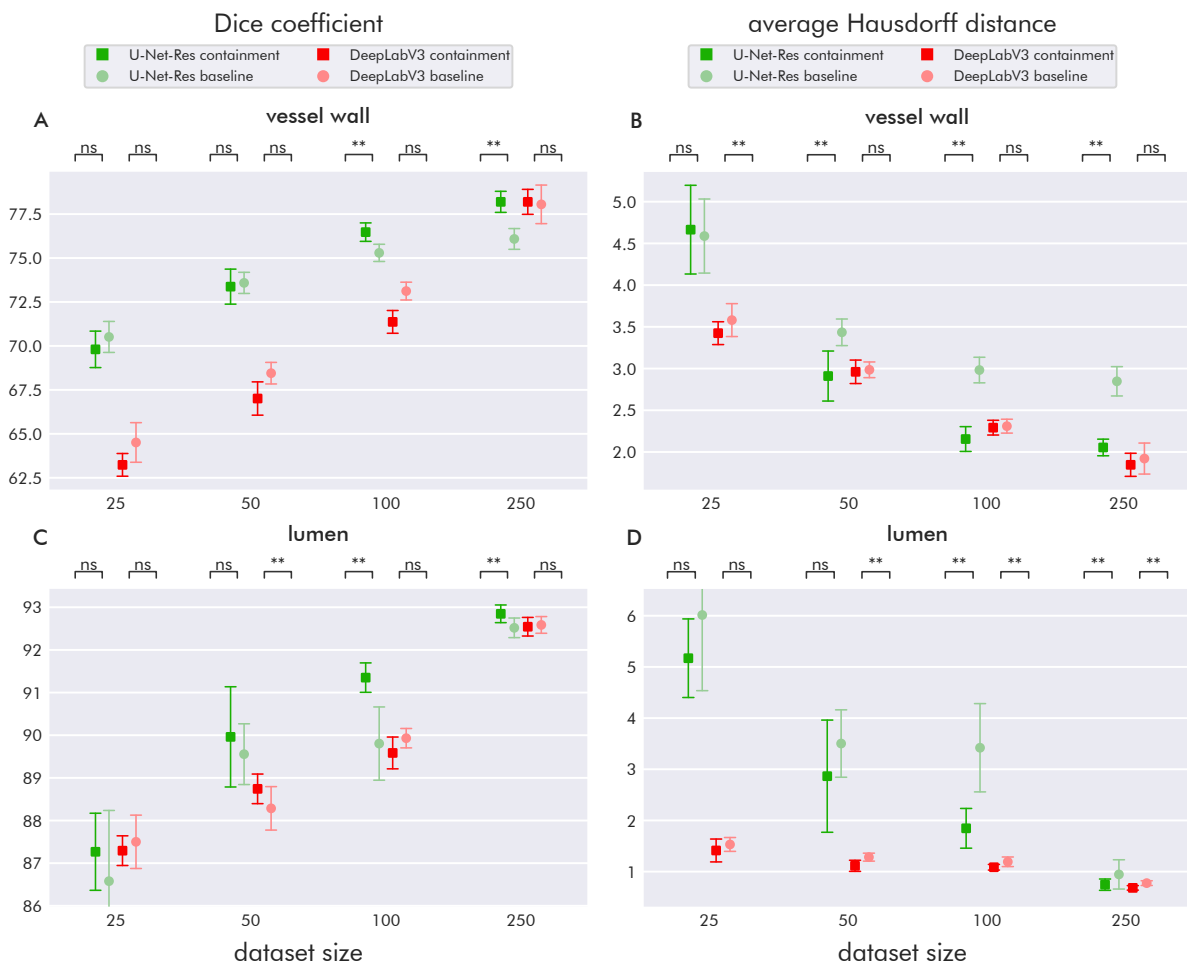 Dice coefficient
average Hausdorff distance
U-Net-Res containment
DeepLabV3 containment
U-Net-Res baseline
DeepLabV3 baseline
U-Net-Res containment
DeepLabV3 containment
U-Net-Res baseline
DeepLabV3 baseline
A
vessel wall
ns ns ns ns ** ns ** ns
77.5
75.0
72.5
70.0
67.5
65.0
62.5
25 50 100 250
B
vessel wall
ns ** ** ns ** ns ** ns
5.0
4.5
4.0
3.5
3.0
2.5
2.0
25 50 100 250
C
lumen
ns ns ns ** ** ns ** ns
93
92
91
90
89
88
87
86
25 50 100 250
dataset size
D
lumen
ns ns ns ** ** ** ** **
6
5
4
3
2
1
25 50 100 250
dataset size